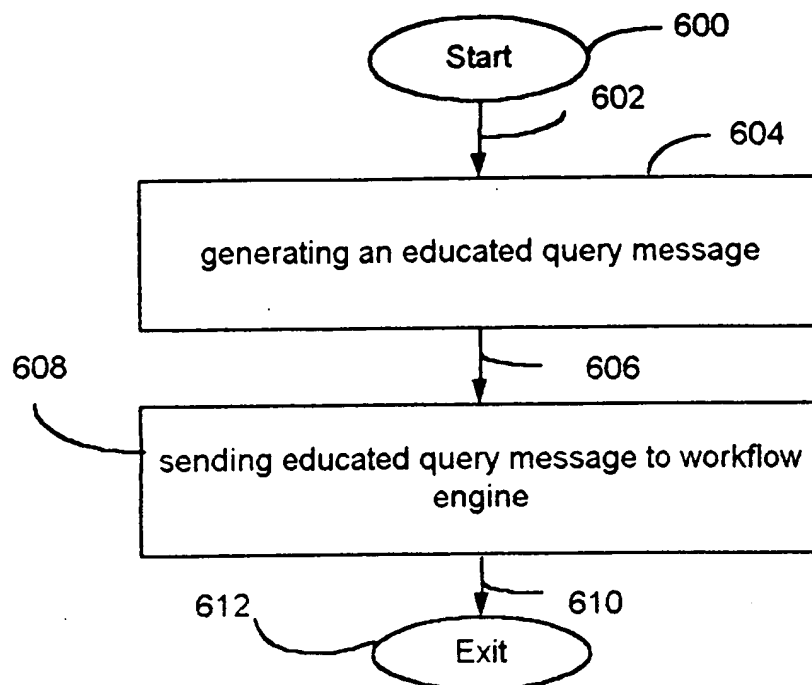 600
Start
602
604
generating an educated query message
606
608
sending educated query message to workflow
engine
610
612
Exit